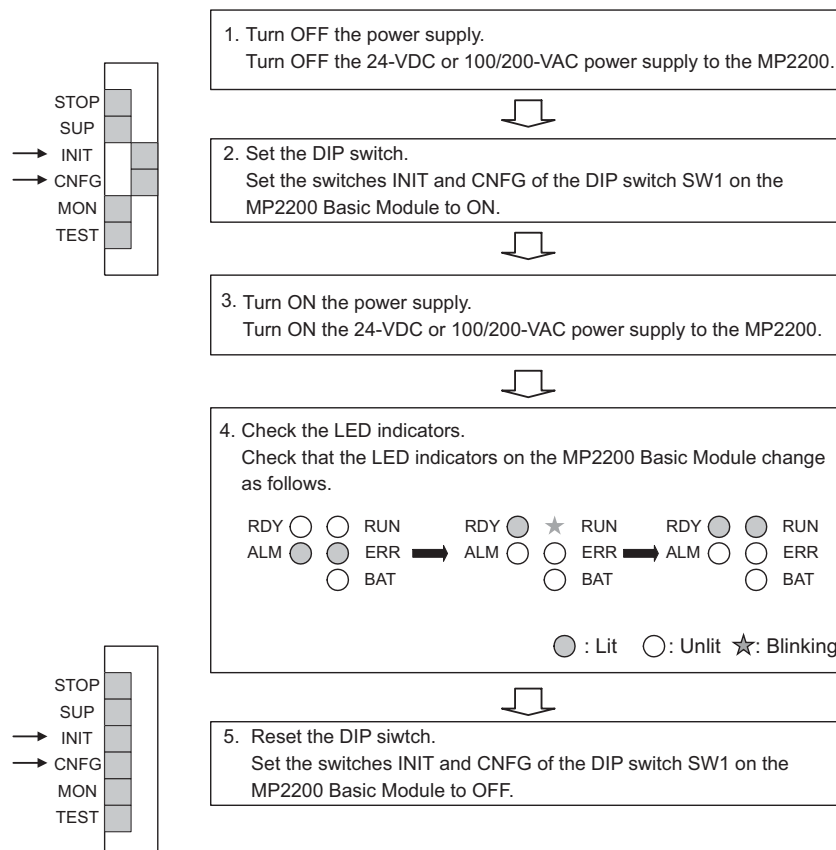 1. Turn OFF the power supply.
Turn OFF the 24-VDC or 100/200-VAC power supply to the MP2200.
STOP
SUP
INIT
CNFG
MON
TEST
2. Set the DIP switch.
Set the switches INIT and CNFG of the DIP switch SW1 on the
MP2200 Basic Module to ON.
3. Turn ON the power supply.
Turn ON the 24-VDC or 100/200-VAC power supply to the MP2200.
4. Check the LED indicators.
Check that the LED indicators on the MP2200 Basic Module change
as follows.
RDY RUN RDY RUN RDY RUN
ALM ERR ALM ERR ALM ERR
BAT BAT BAT
: Lit : Unlit : Blinking
STOP
SUP
INIT
CNFG
MON
TEST
5. Reset the DIP siwtch.
Set the switches INIT and CNFG of the DIP switch SW1 on the
MP2200 Basic Module to OFF.